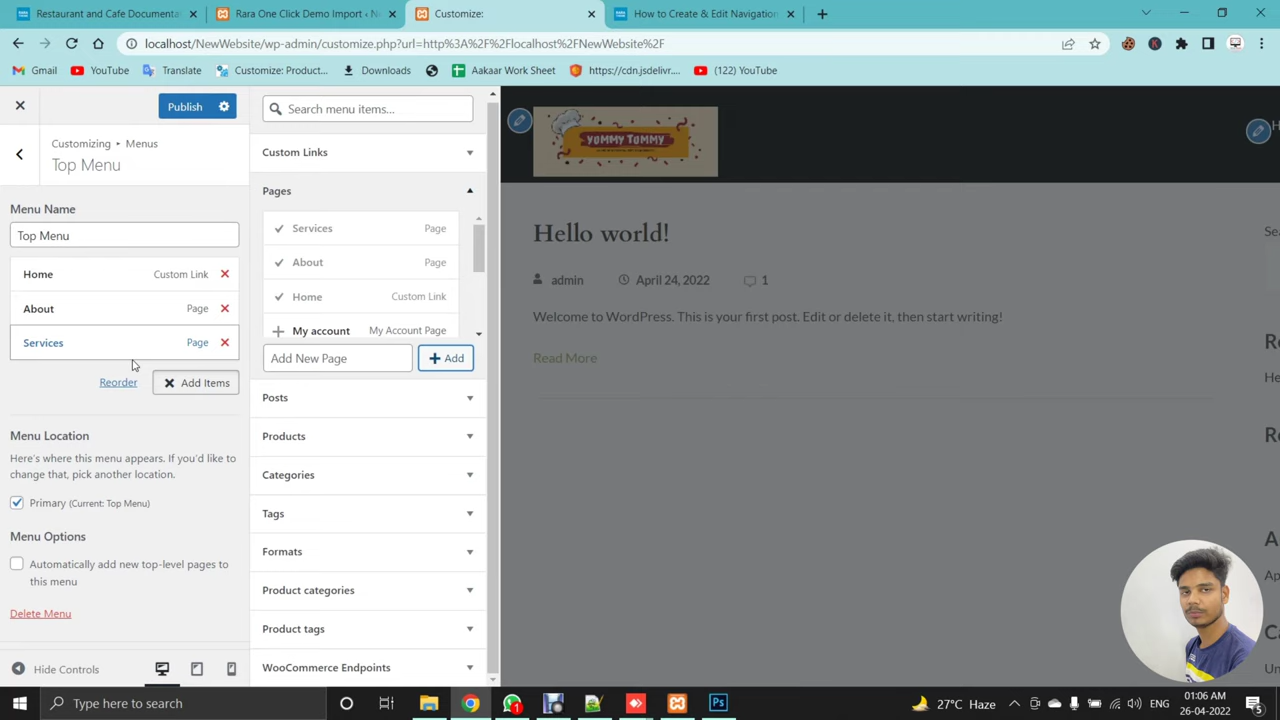 Restaurant and Cafe Documenta
Rara One Click Demo Import ‹ N
Customize:
How to Create & Edit Navigation
localhost/NewWebsite/wp-admin/customize.php?url=http%3A%2F%2Flocalhost%2FNewWebsite%2F
Gmail
YouTube
Translate
Customize: Product...
Downloads
Aakaar Work Sheet
https://cdn.jsdelivr....
(122) YouTube
Publish
Customizing ▸ Menus
Top Menu
Menu Name
Top Menu
Home Custom Link
About Page
Services Page
Reorder
Add Items
Menu Location
Here's where this menu appears. If you'd like to
change that, pick another location.
Primary (Current: Top Menu)
Menu Options
Automatically add new top-level pages to
this menu
Delete Menu
Hide Controls
Search menu items...
Custom Links
Pages
Services Page
About Page
Home Custom Link
My account My Account Page
Add New Page
Add
Posts
Products
Categories
Tags
Formats
Product categories
Product tags
WooCommerce Endpoints
YUMMY TUMMY
H
Hello world!
admin April 24, 2022 1
Welcome to WordPress. This is your first post. Edit or delete it, then start writing!
Read More
Sea
R
He
R
A
Ap
C
Un
Type here to search
1
27°C Haze
ENG
01:06 AM
26-04-2022
5